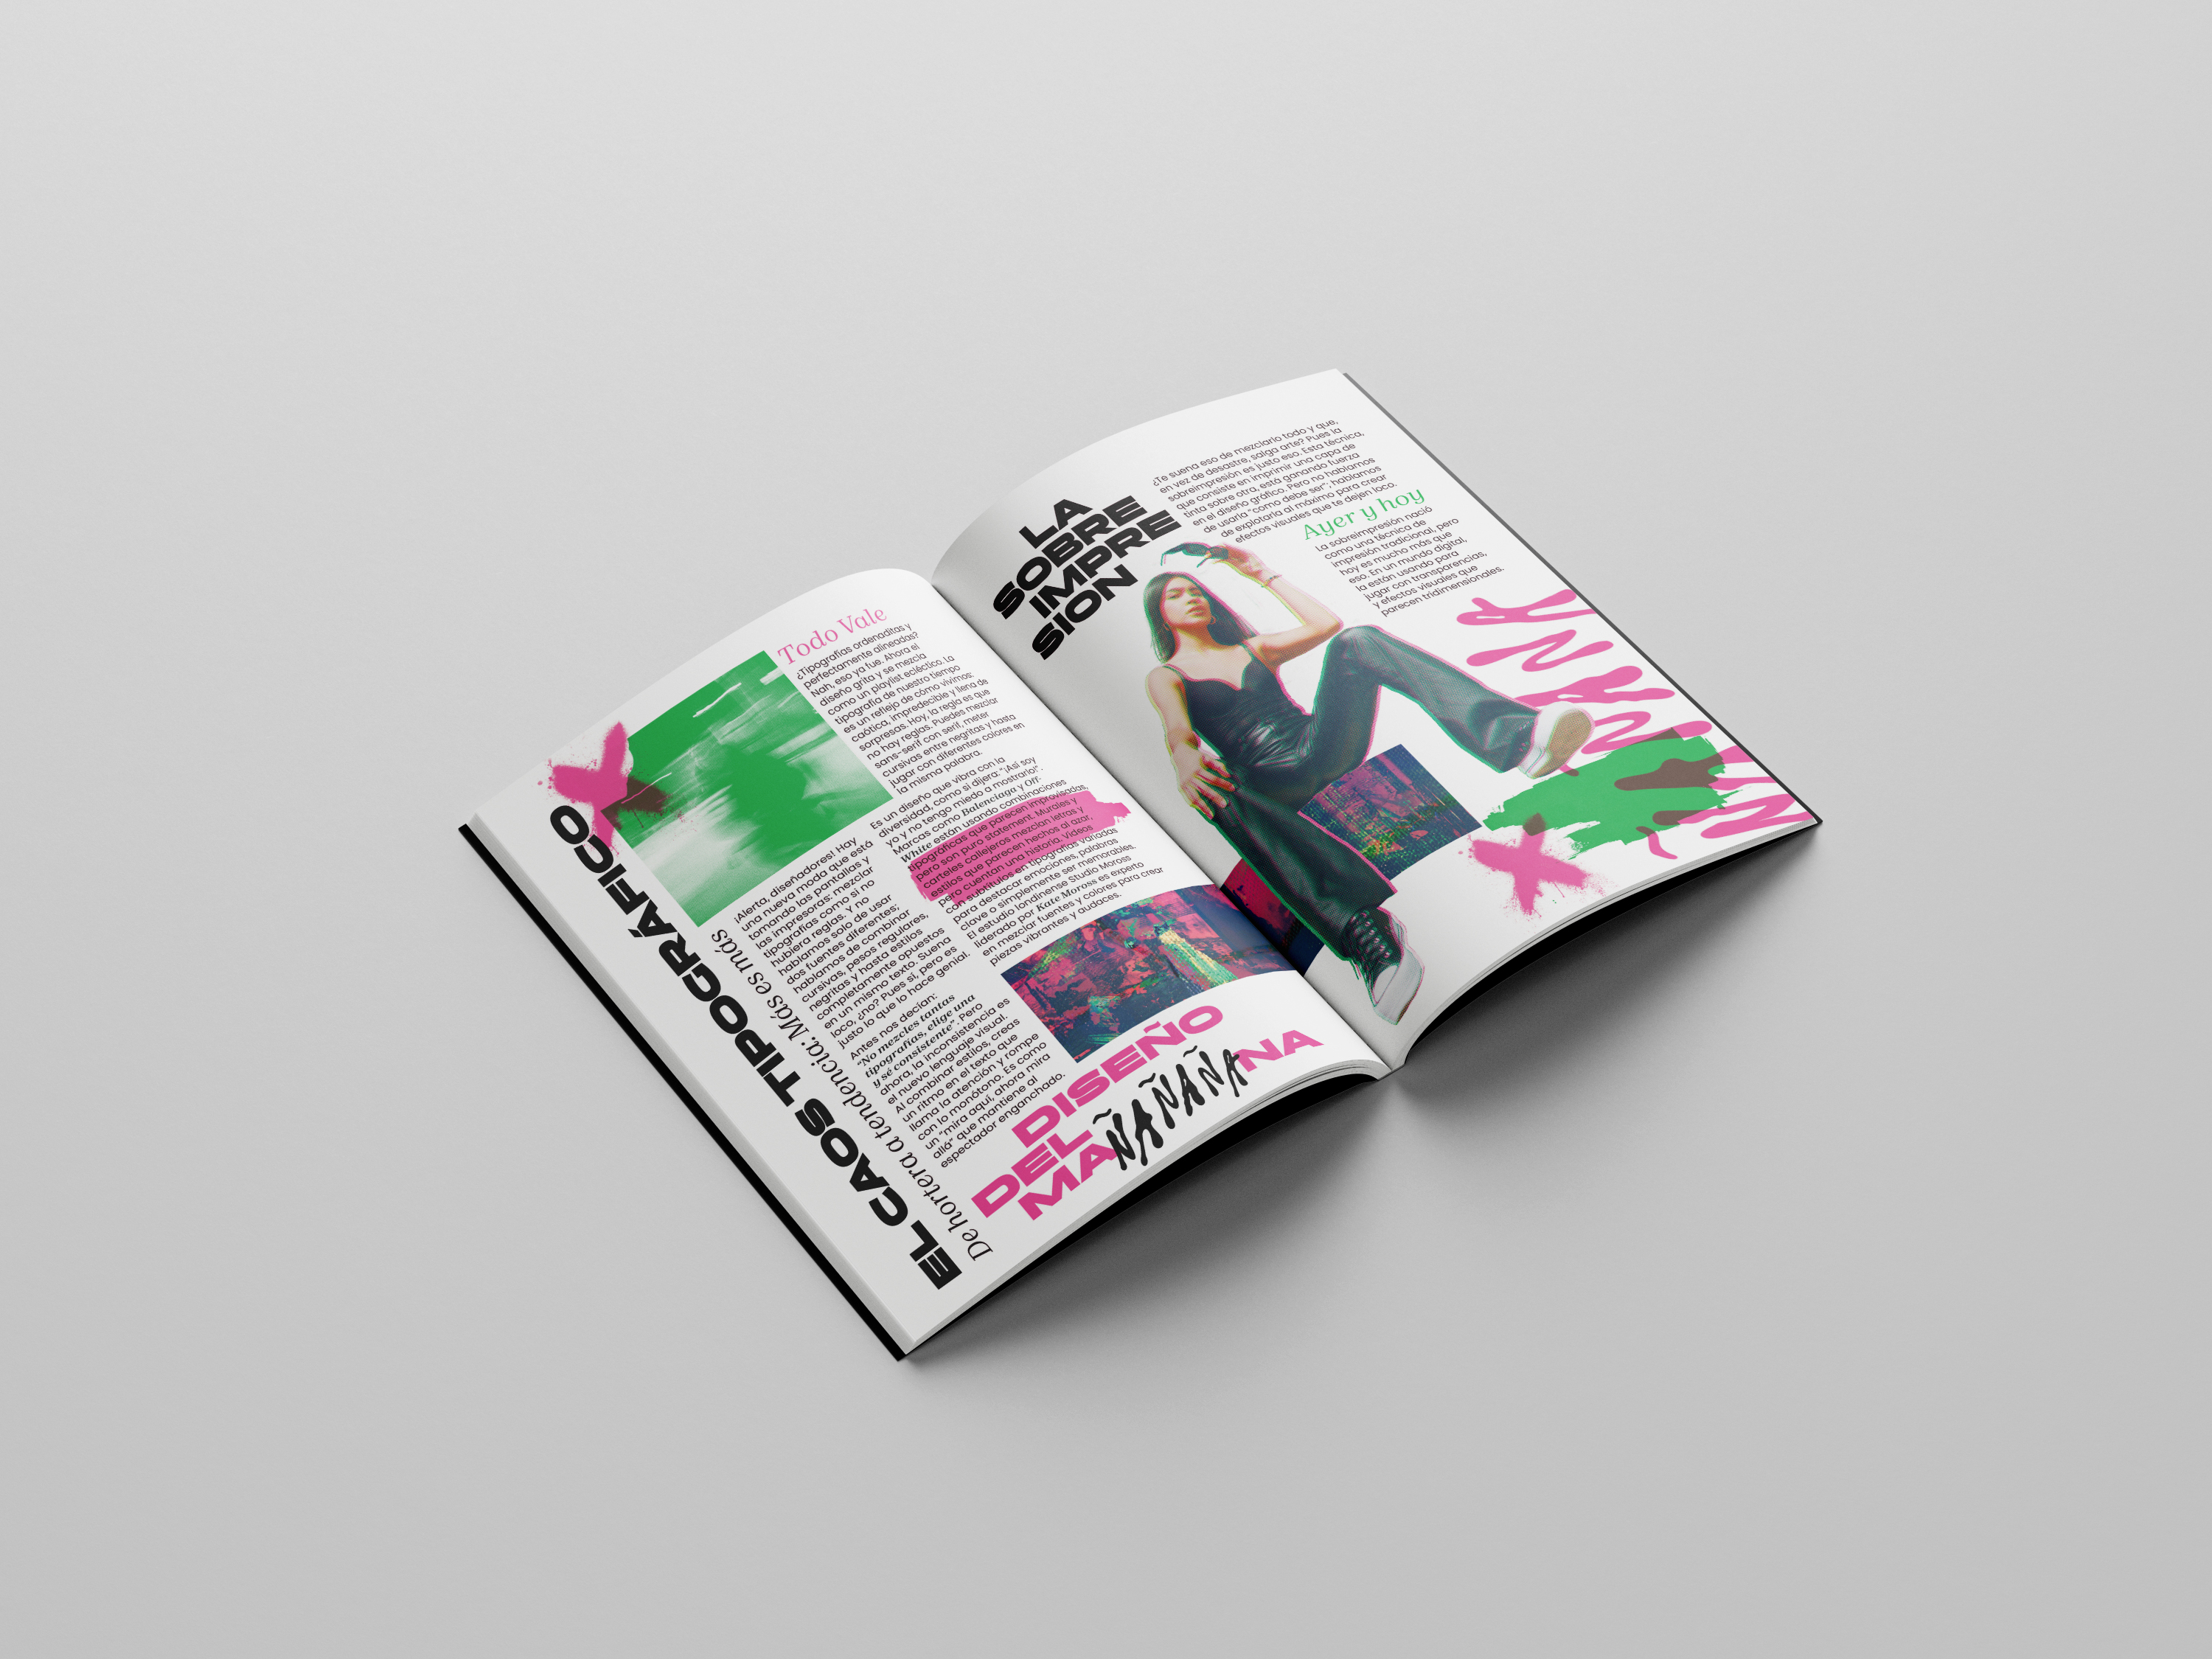 EL CAOS TIPOGRÁFICO
De hortera a tendencia: Más es más
¡Alerta, diseñadores! Hay
una nueva moda que está
tomando las pantallas y
las impresoras: mezclar
tipografías como si no
hubiera reglas. Y no
hablamos solo de usar
dos fuentes diferentes;
hablamos de combinar
cursivas, pesos regulares,
negritas y hasta estilos
completamente opuestos
en un mismo texto. Suena
loco, ¿no? Pues sí, pero es
justo lo que lo hace genial.
Antes nos decían:
"No mezcles tantas
tipografías, elige una
y sé consistente". Pero
ahora, la inconsistencia es
el nuevo lenguaje visual.
Al combinar estilos, creas
un ritmo en el texto que
llama la atención y rompe
con lo monótono. Es como
un "mira aquí, ahora mira
allá" que mantiene al
espectador enganchado.
Todo Vale
¿Tipografías ordenaditas y
perfectamente alineadas?
Nah, eso ya fue. Ahora el
diseño grita y se mezcla
como un playlist ecléctico. La
tipografía de nuestro tiempo
es un reflejo de cómo vivimos:
caótica, impredecible y llena de
sorpresas. Hoy, la regla es que
no hay reglas. Puedes mezclar
sans-serif con serif, meter
cursivas entre negritas y hasta
jugar con diferentes colores en
la misma palabra.
Es un diseño que vibra con la
diversidad, como si dijera: "¡Así soy
yo y no tengo miedo a mostrarlo!".
Marcas como Balenciaga y Off-
White están usando combinaciones
tipográficas que parecen improvisadas,
pero son puro statement. Murales y
carteles callejeros mezclan letras y
estilos que parecen hechos al azar,
pero cuentan una historia. Videos
con subtítulos en tipografías variadas
para destacar emociones, palabras
clave o simplemente ser memorables.
El estudio londinense Studio Moross
liderado por Kate Moross es experto
en mezclar fuentes y colores para crear
piezas vibrantes y audaces.
DISEÑO
DEL
MAÑAÑAÑANA
LA
SOBRE
IMPRE
SION
¿Te suena eso de mezclarlo todo y que,
en vez de desastre, salga arte? Pues la
sobreimpresión es justo eso. Esta técnica,
que consiste en imprimir una capa de
tinta sobre otra, está ganando fuerza
en el diseño gráfico. Pero no hablamos
de usarla "como debe ser"; hablamos
de explotarla al máximo para crear
efectos visuales que te dejen loco.
Ayer y hoy
La sobreimpresión nació
como una técnica de
impresión tradicional, pero
hoy es mucho más que
eso. En un mundo digital,
la están usando para
jugar con transparencias,
y efectos visuales que
parecen tridimensionales.